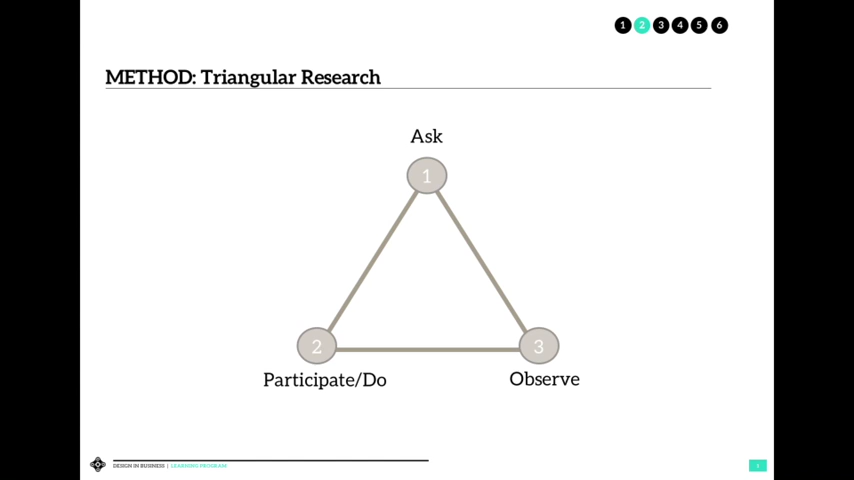 1 2 3 4 5 6
METHOD: Triangular Research
Ask
1
2
3
Participate/Do
Observe
DESIGN IN BUSINESS | LEARNING PROGRAM